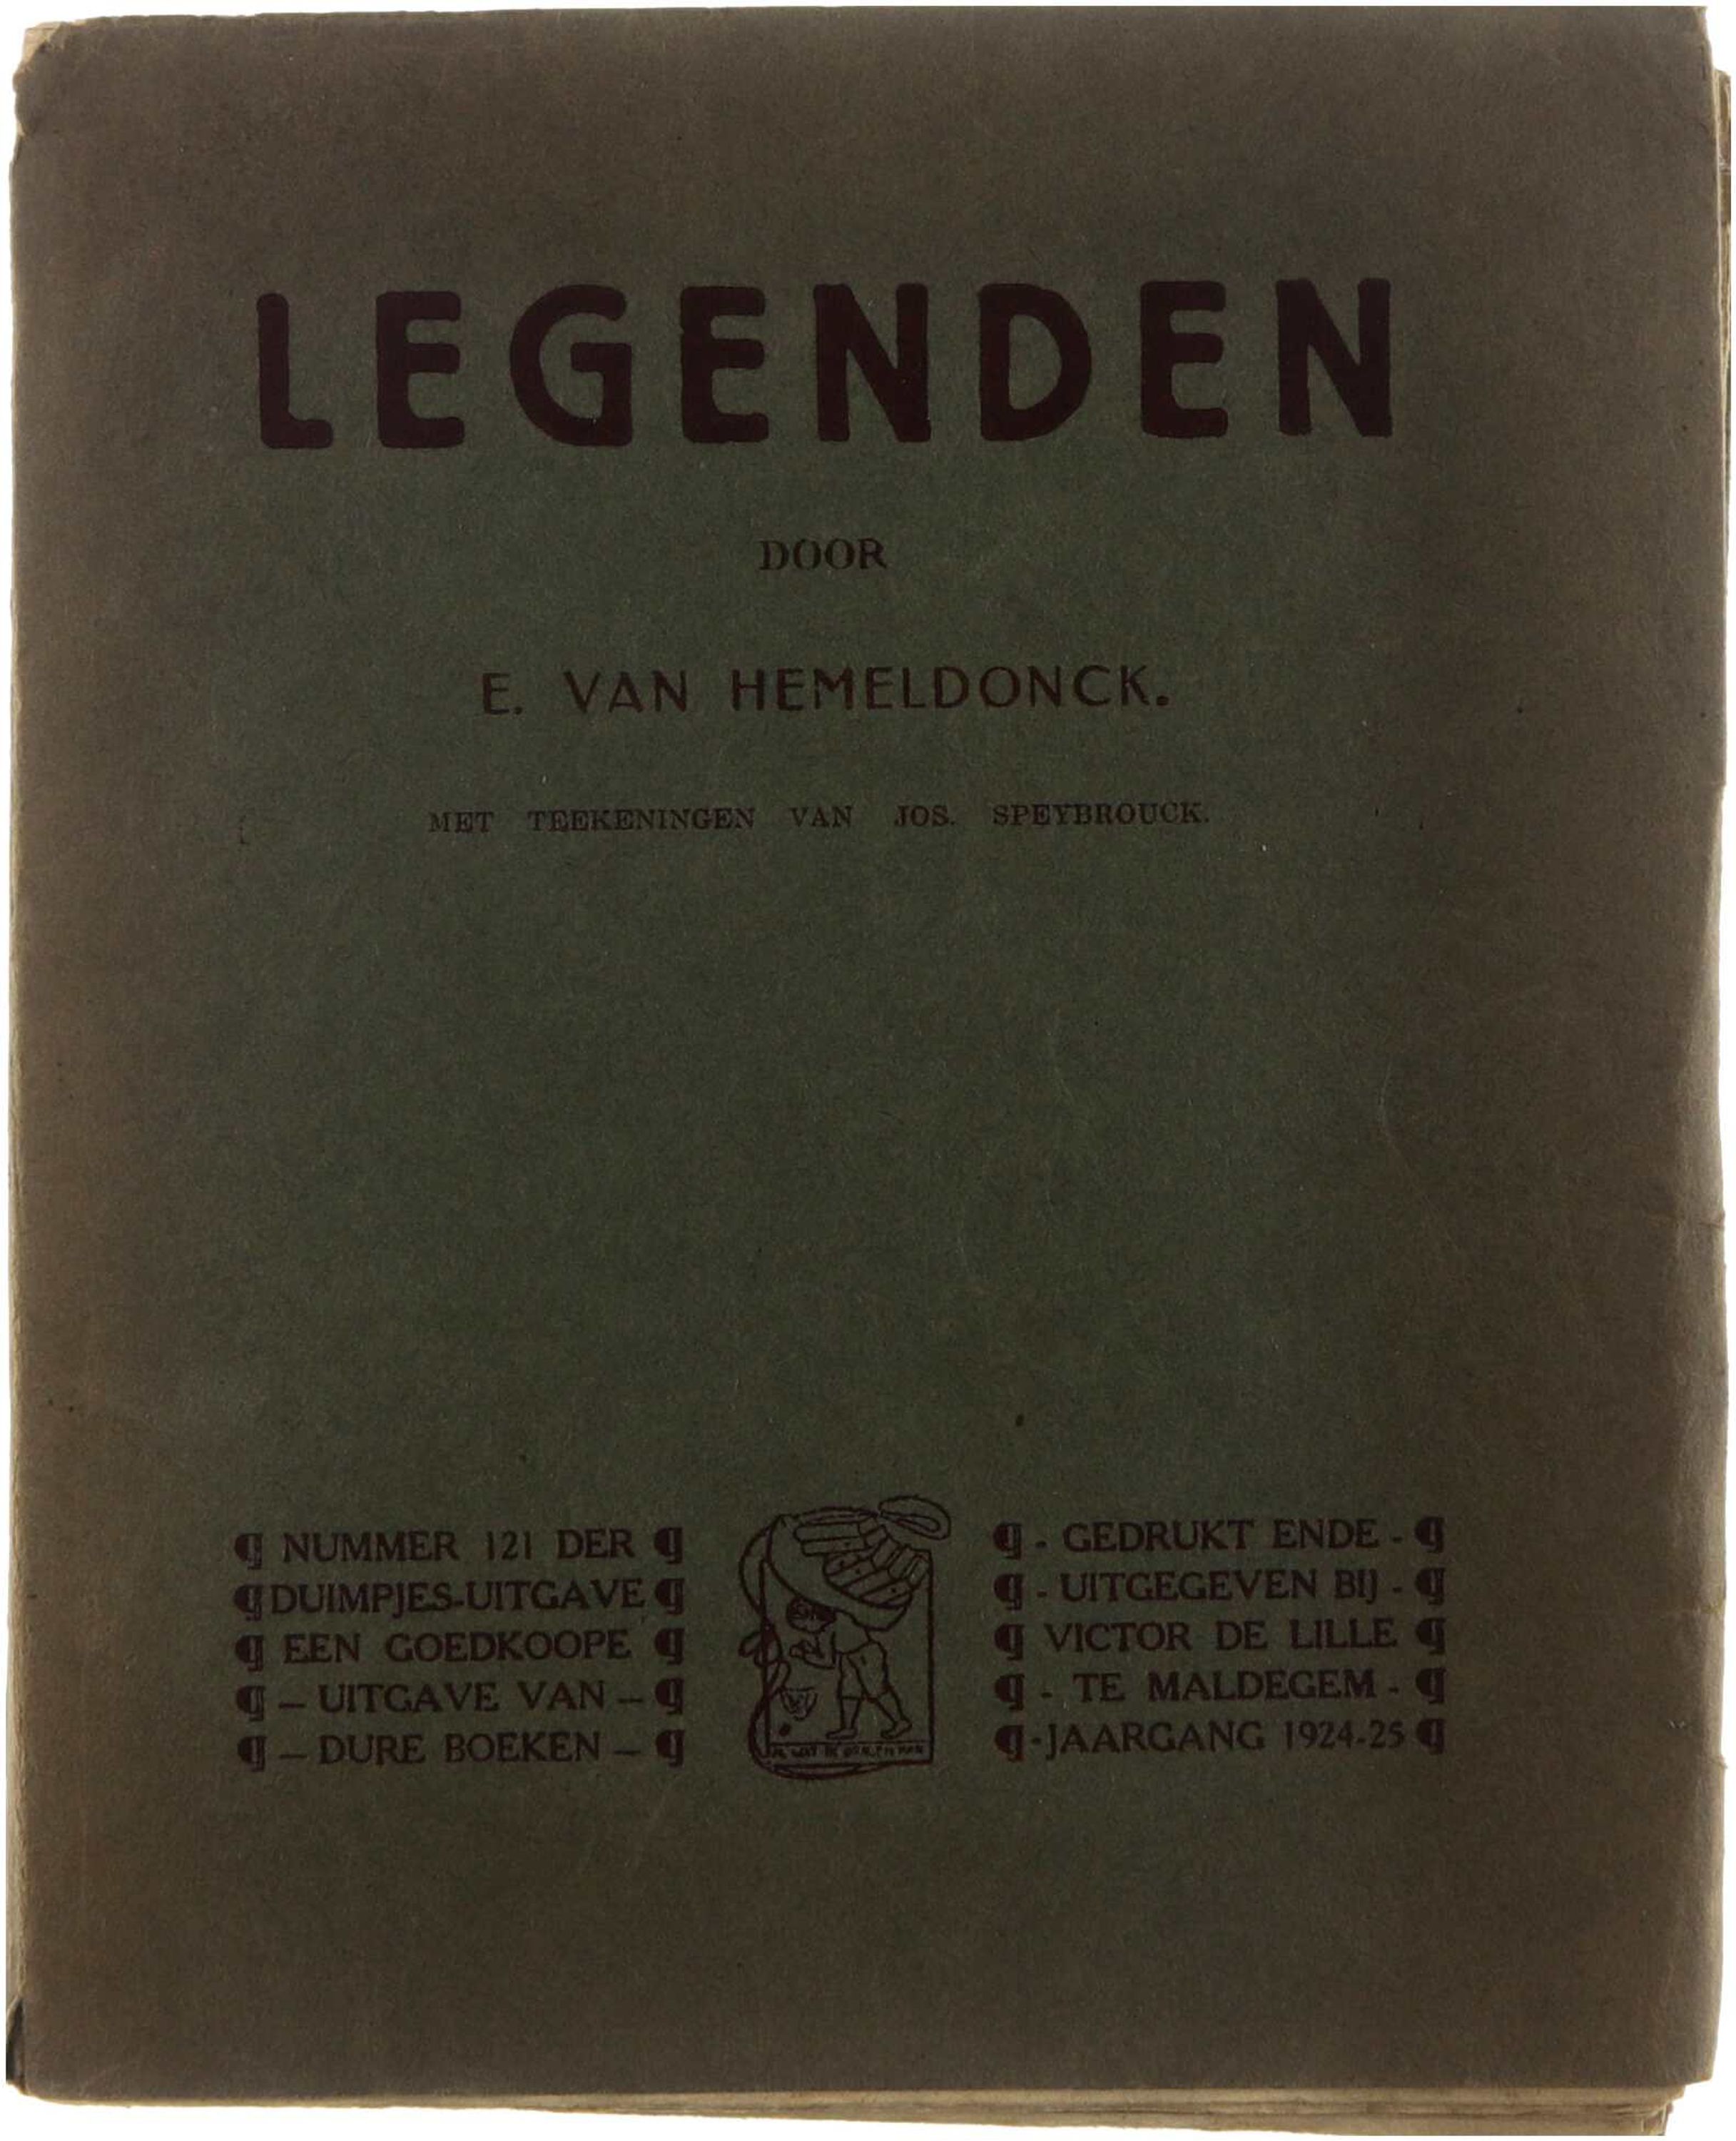 LEGENDEN
DOOR
E. VAN HEMELDONCK.
MET TEEKENINGEN VAN JOS. SPEYBROUCK.
¶ NUMMER 121 DER ¶
¶ DUIMPJES-UITGAVE ¶
¶ EEN GOEDKOOPE ¶
¶ – UITGAVE VAN – ¶
¶ – DURE BOEKEN – ¶
¶ - GEDRUKT ENDE - ¶
¶ - UITGEGEVEN BIJ - ¶
¶ VICTOR DE LILLE ¶
¶ - TE MALDEGEM - ¶
¶ - JAARGANG 1924-25 ¶